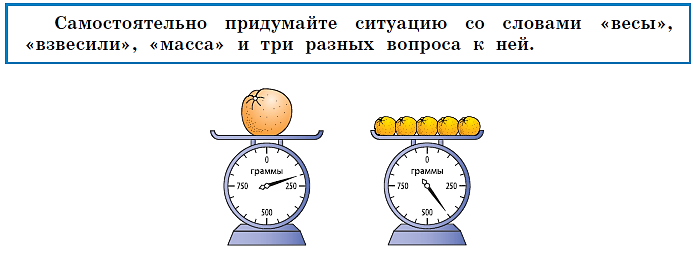 Самостоятельно придумайте ситуацию со словами «весы»,
«взвесили», «масса» и три разных вопроса к ней.
0
граммы
750
250
500
0
граммы
750
250
500